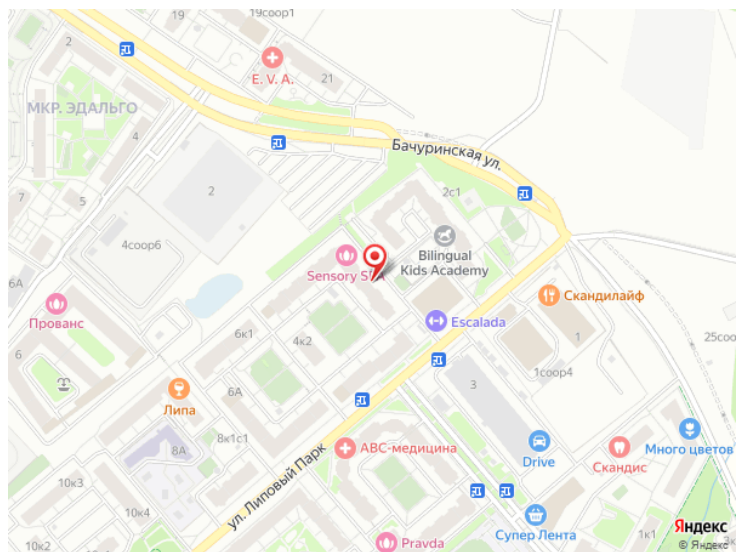 19соор1
2
E. V. A.
21
МКР. ЭДАЛЬГО
4
Бачуринская ул.
2
2с1
7
5
4соор6
Bilingual
Kids Academy
Sensory SPA
6А
Прованс
Скандилайф
Escalada
6к1
4к2
1
25соор
6
1соор4
3
6А
Липа
8к1с1
АВС-медицина
8А
ул. Липовый Парк
Drive
Скандис
Много цветов
10к3
10к4
Супер Лента
Pravda
1к1
Яндекс
© Яндекс